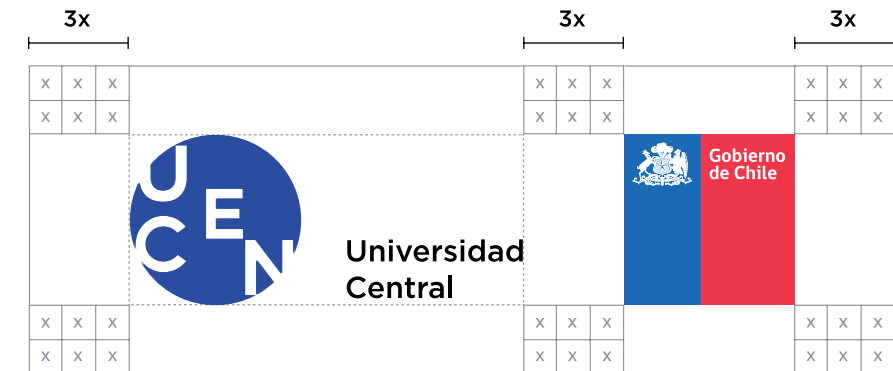 3x 3x 3x
x x x x x x x x x
x x x x x x x x x
U
C E N
Universidad
Central
Gobierno
de Chile
x x x x x x x x x
x x x x x x x x x